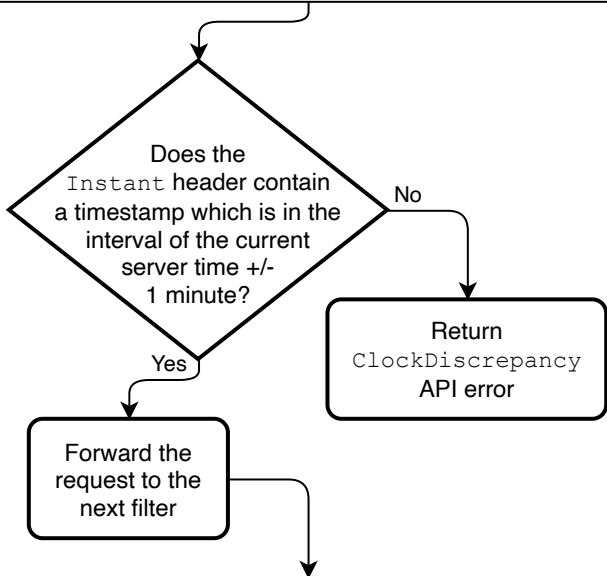 Does the
Instant header contain
a timestamp which is in the
interval of the current
server time +/-
1 minute?
No
Return
ClockDiscrepancy
API error
Yes
Forward the
request to the
next filter